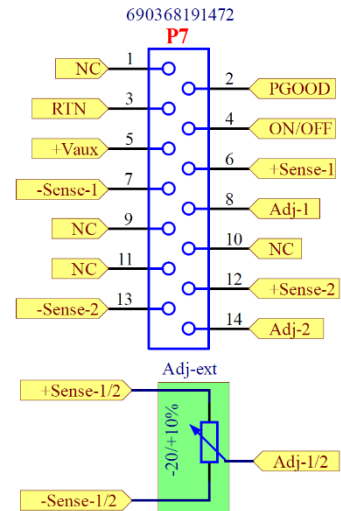 690368191472
P7
NC 1
2 PGOOD
RTN 3
4 ON/OFF
+Vaux 5
6 +Sense-1
-Sense-1 7
8 Adj-1
NC 9
10 NC
NC 11
12 +Sense-2
-Sense-2 13
14 Adj-2
Adj-ext
+Sense-1/2
-20/+10%
Adj-1/2
-Sense-1/2